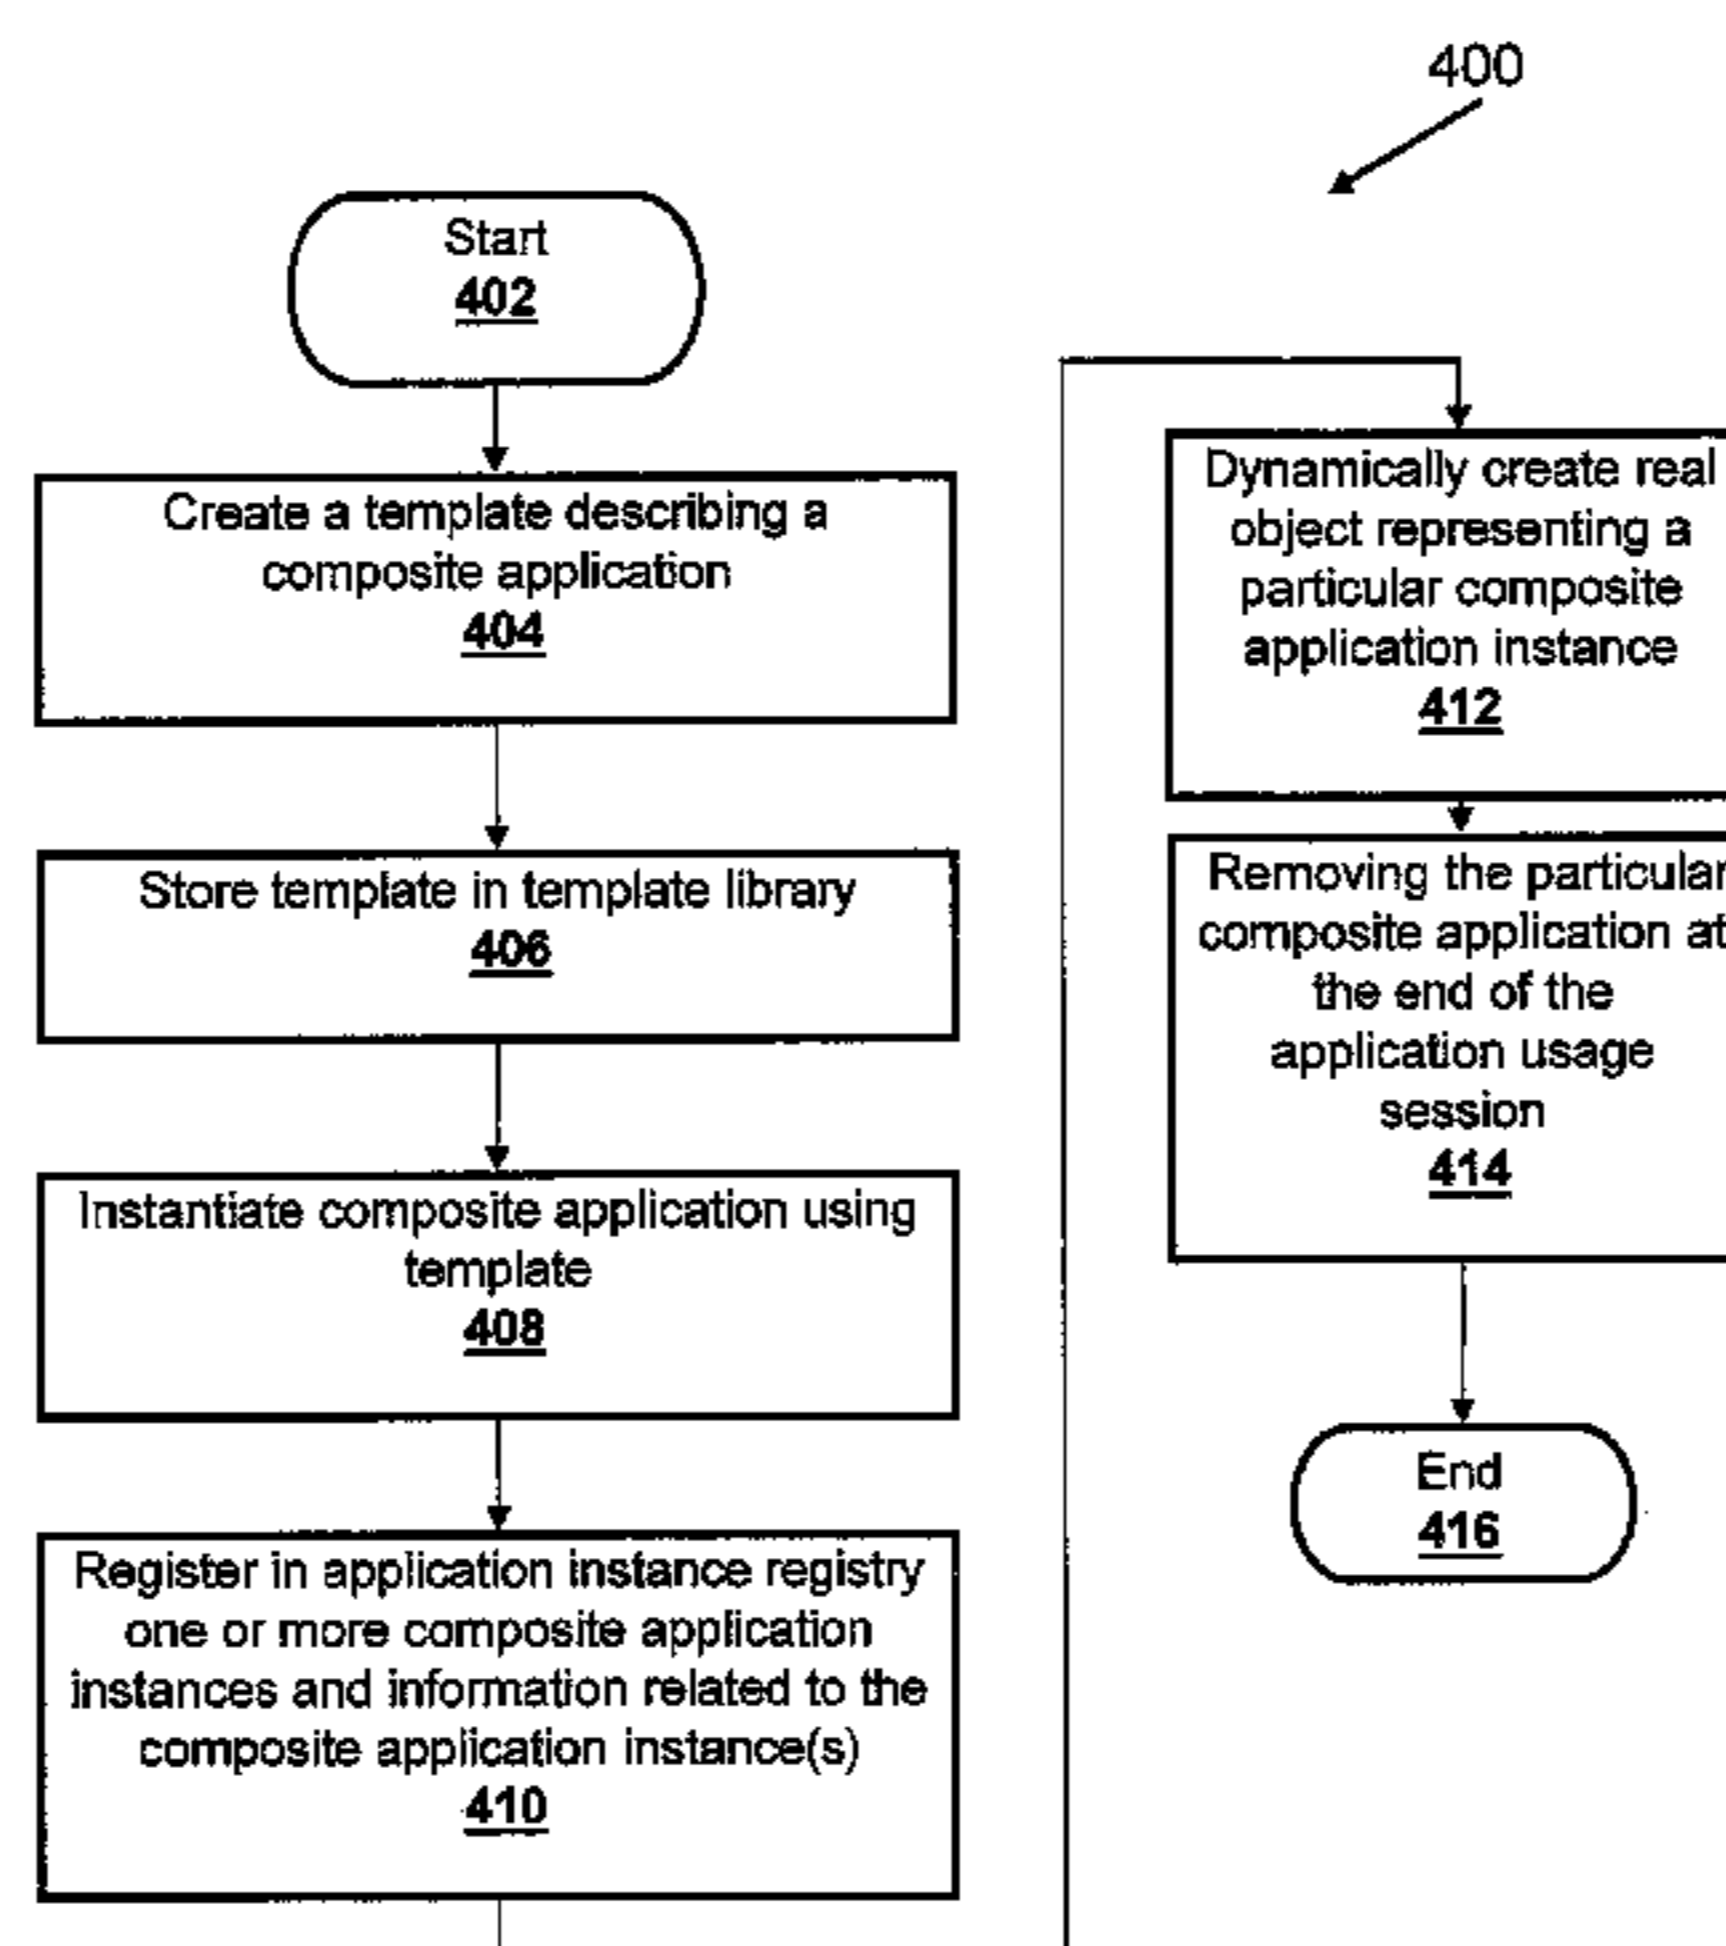 400
Start
402
Create a template describing a
composite application
404
Store template in template library
406
Instantiate composite application using
template
408
Register in application instance registry
one or more composite application
instances and information related to the
composite application instance(s)
410
Dynamically create real
object representing a
particular composite
application instance
412
Removing the particular
composite application at
the end of the
application usage
session
414
End
416